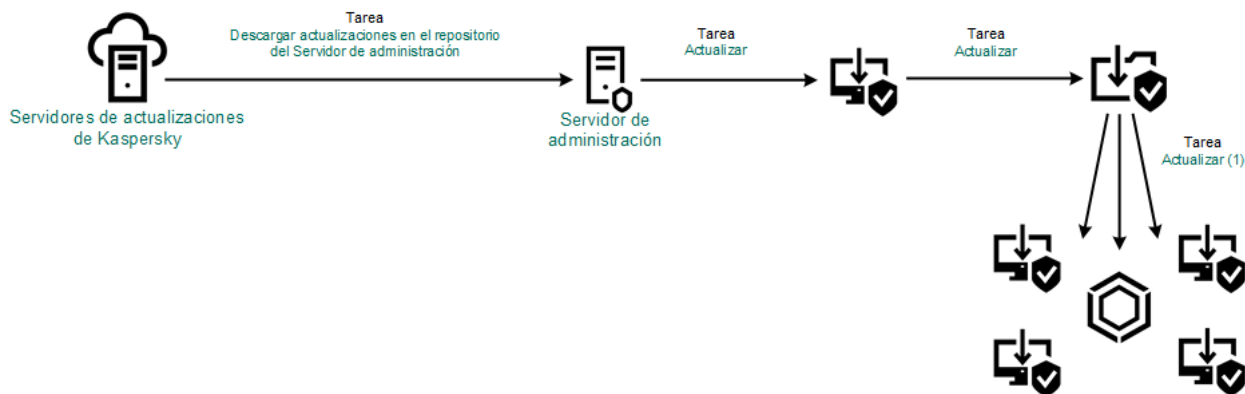 Tarea
Descargar actualizaciones en el repositorio
del Servidor de administración
Tarea
Actualizar
Tarea
Actualizar
Servidores de actualizaciones
de Kaspersky
Servidor de
administración
Tarea
Actualizar (1)